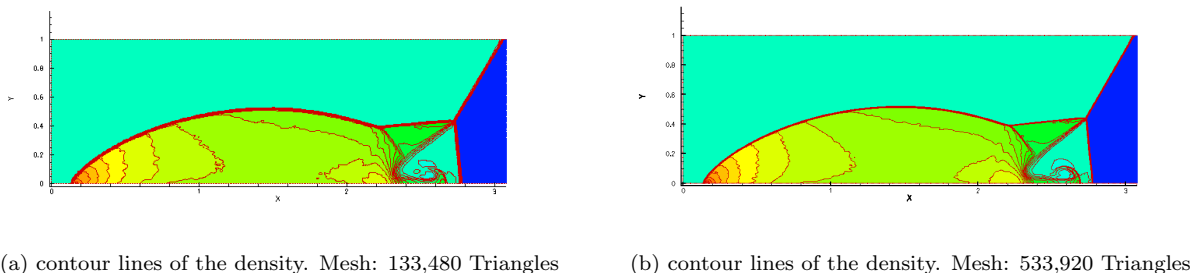 1
0.8
0.6
0.4
0.2
0
Y
0 1 2 3
X
1
0.8
0.6
0.4
0.2
0
Y
0 1 2 3
X
(a) contour lines of the density. Mesh: 133,480 Triangles
(b) contour lines of the density. Mesh: 533,920 Triangles